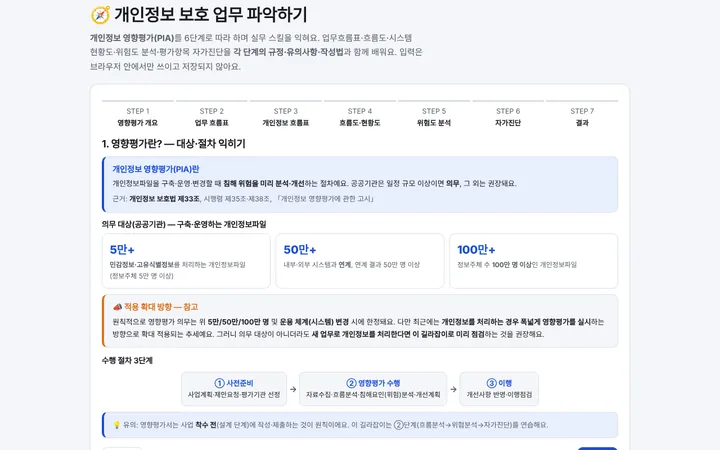 🧭 개인정보 보호 업무 파악하기
개인정보 영향평가(PIA)를 6단계로 따라 하며 실무 스킬을 익혀요. 업무흐름표·흐름도·시스템
현황도·위험도 분석·평가항목 자가진단을 각 단계의 규정·유의사항·작성법과 함께 배워요. 입력은
브라우저 안에서만 쓰이고 저장되지 않아요.
STEP 1 STEP 2 STEP 3 STEP 4 STEP 5 STEP 6 STEP 7
영향평가 개요 업무 흐름표 개인정보 흐름표 흐름도·현황도 위험도 분석 자가진단 결과
1. 영향평가란? — 대상·절차 익히기
개인정보 영향평가(PIA)란
개인정보파일을 구축·운영·변경할 때 침해 위험을 미리 분석·개선하는 절차예요. 공공기관은 일정 규모 이상이면 의무, 그 외는 권장돼요.
근거: 개인정보 보호법 제33조, 시행령 제35조·제38조, 「개인정보 영향평가에 관한 고시」
의무 대상(공공기관) — 구축·운영하는 개인정보파일
5만+ 50만+ 100만+
민감정보·고유식별정보를 처리하는 개인정보파일 내부·외부 시스템과 연계, 연계 결과 50만 명 이상 정보주체 수 100만 명 이상인 개인정보파일
(정보주체 5만 명 이상)
📣 적용 확대 방향 — 참고
원칙적으로 영향평가 의무는 위 5만/50만/100만 명 및 운용 체계(시스템) 변경 시에 한정돼요. 다만 최근에는 개인정보를 처리하는 경우 폭넓게 영향평가를 실시하는
방향으로 확대 적용되는 추세예요. 그러니 의무 대상이 아니더라도 새 업무로 개인정보를 처리한다면 이 길라잡이로 미리 점검하는 것을 권장해요.
수행 절차 3단계
① 사전준비 ② 영향평가 수행 ③ 이행
사업계획·제안요청·평가기관 선정 → 자료수집·흐름분석·침해요인(위험)분석·개선계획 → 개선사항 반영·이행점검
💡 유의: 영향평가서는 사업 착수 전(설계 단계)에 작성·제출하는 것이 원칙이에요. 이 길라잡이는 ②단계(흐름분석→위험분석→자가진단)를 연습해요.